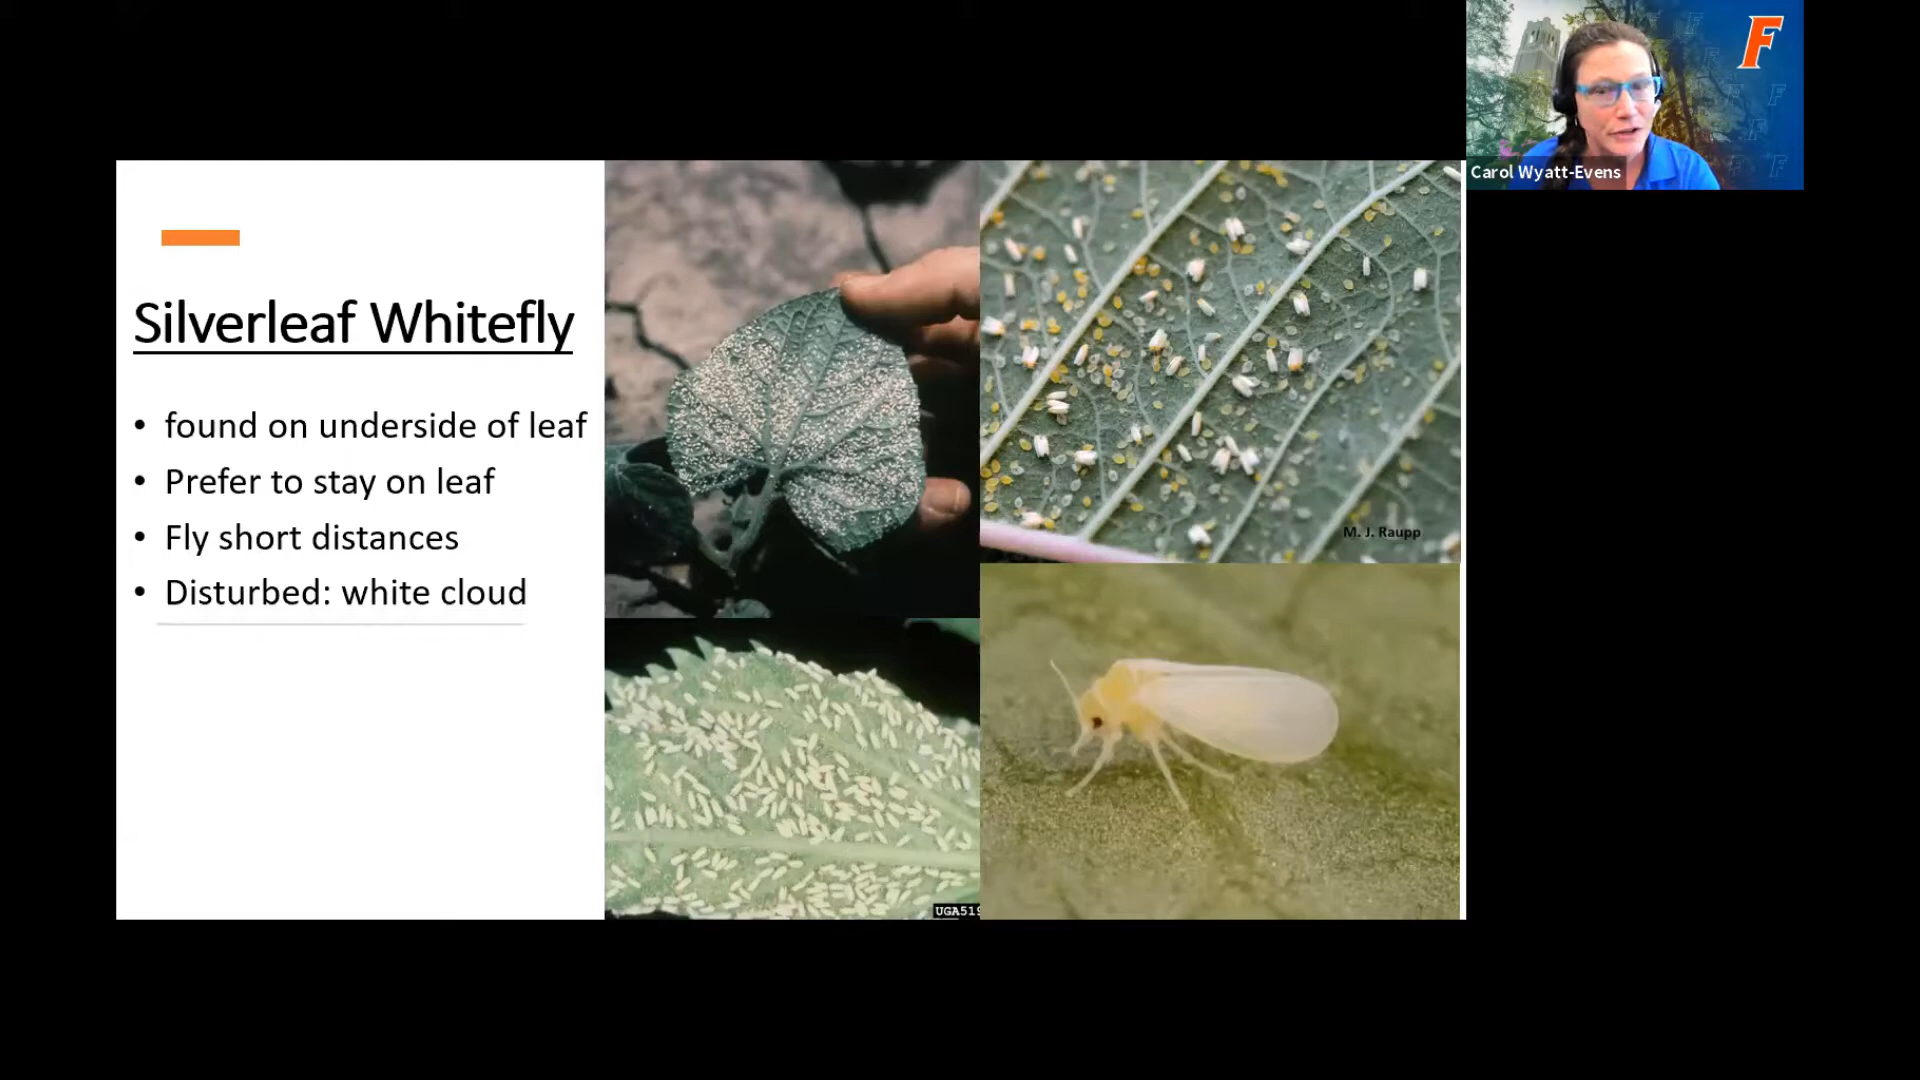 F
Carol Wyatt-Evens
Silverleaf Whitefly
• found on underside of leaf
• Prefer to stay on leaf
• Fly short distances
• Disturbed: white cloud
M. J. Raupp
UGA519